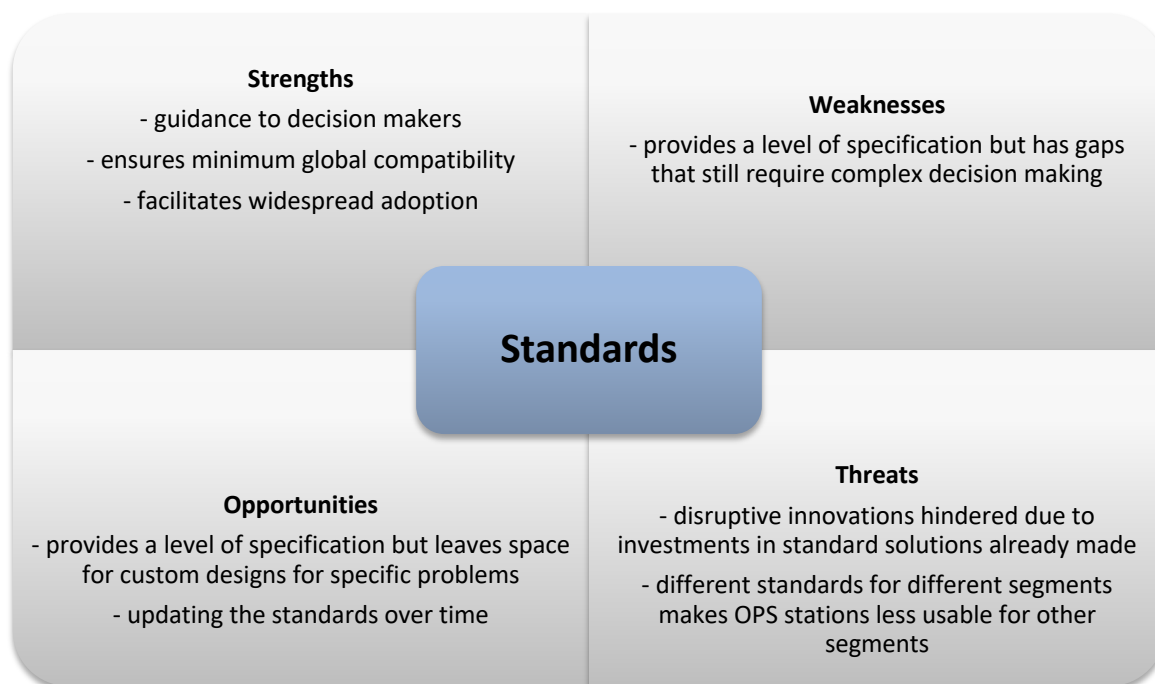 Strengths
- guidance to decision makers
- ensures minimum global compatibility
- facilitates widespread adoption
Weaknesses
- provides a level of specification but has gaps
that still require complex decision making
Standards
Opportunities
- provides a level of specification but leaves space
for custom designs for specific problems
- updating the standards over time
Threats
- disruptive innovations hindered due to
investments in standard solutions already made
- different standards for different segments
makes OPS stations less usable for other
segments